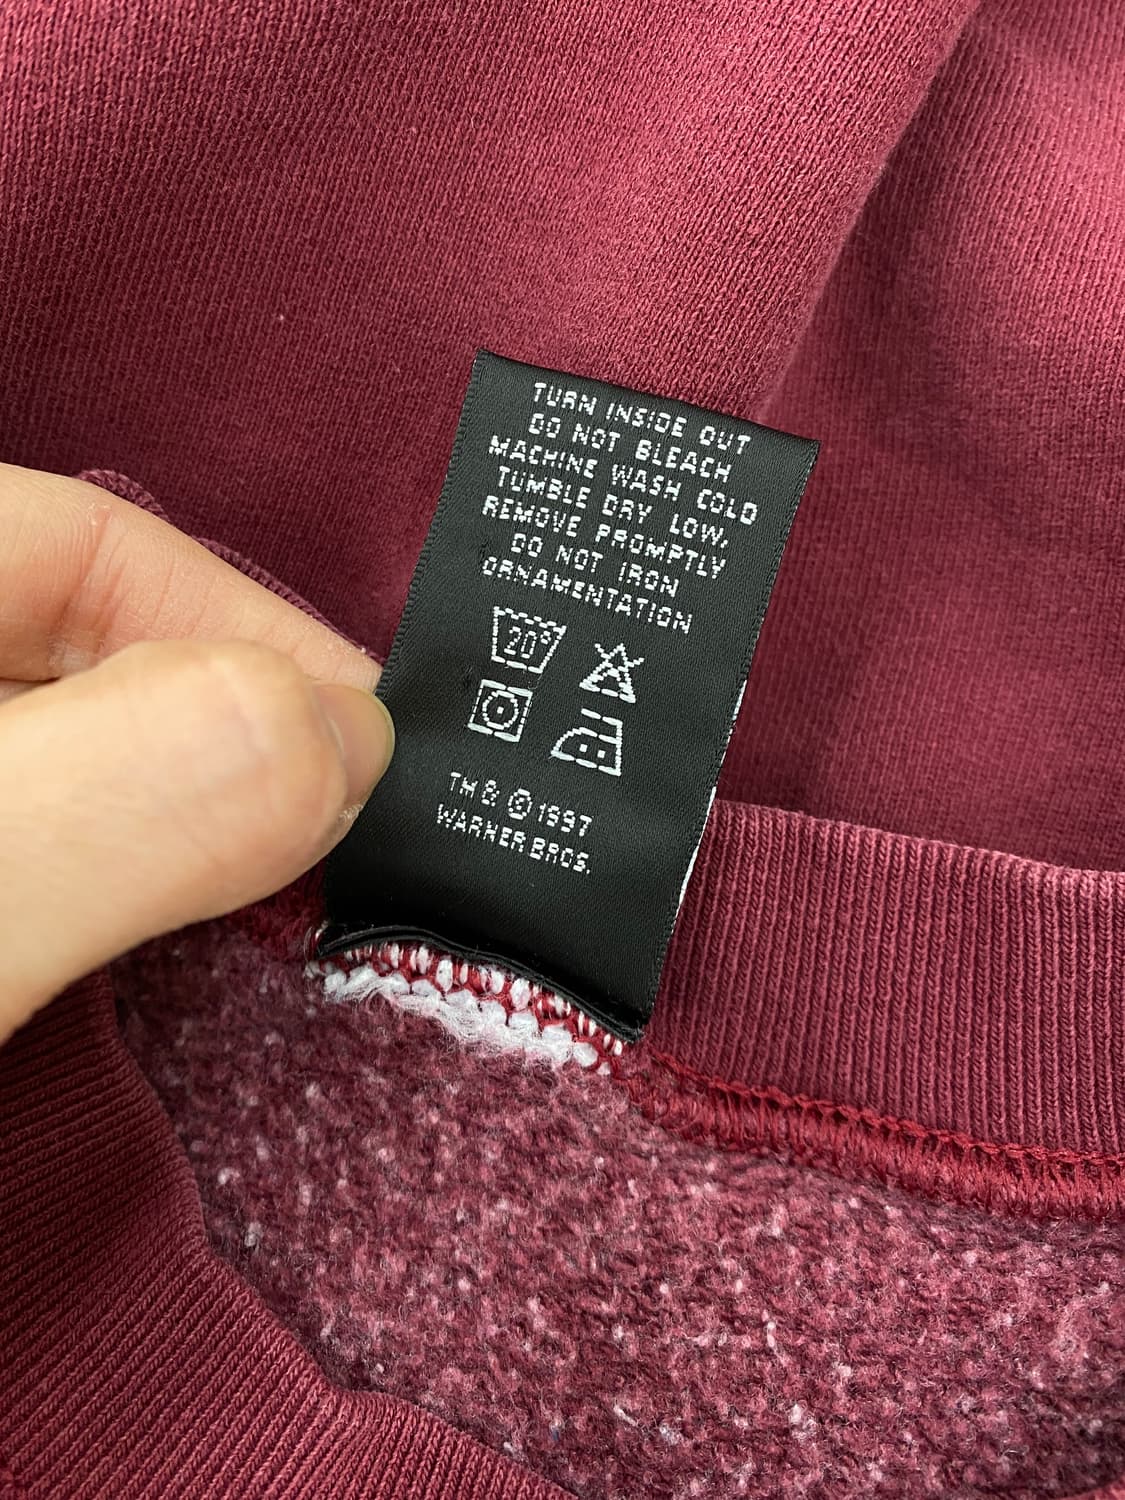 TURN INSIDE OUT
DO NOT BLEACH
MACHINE WASH COLD
TUMBLE DRY LOW,
REMOVE PROMPTLY
DO NOT IRON
ORNAMENTATION
20°
TM & © 1997
WARNER BROS.